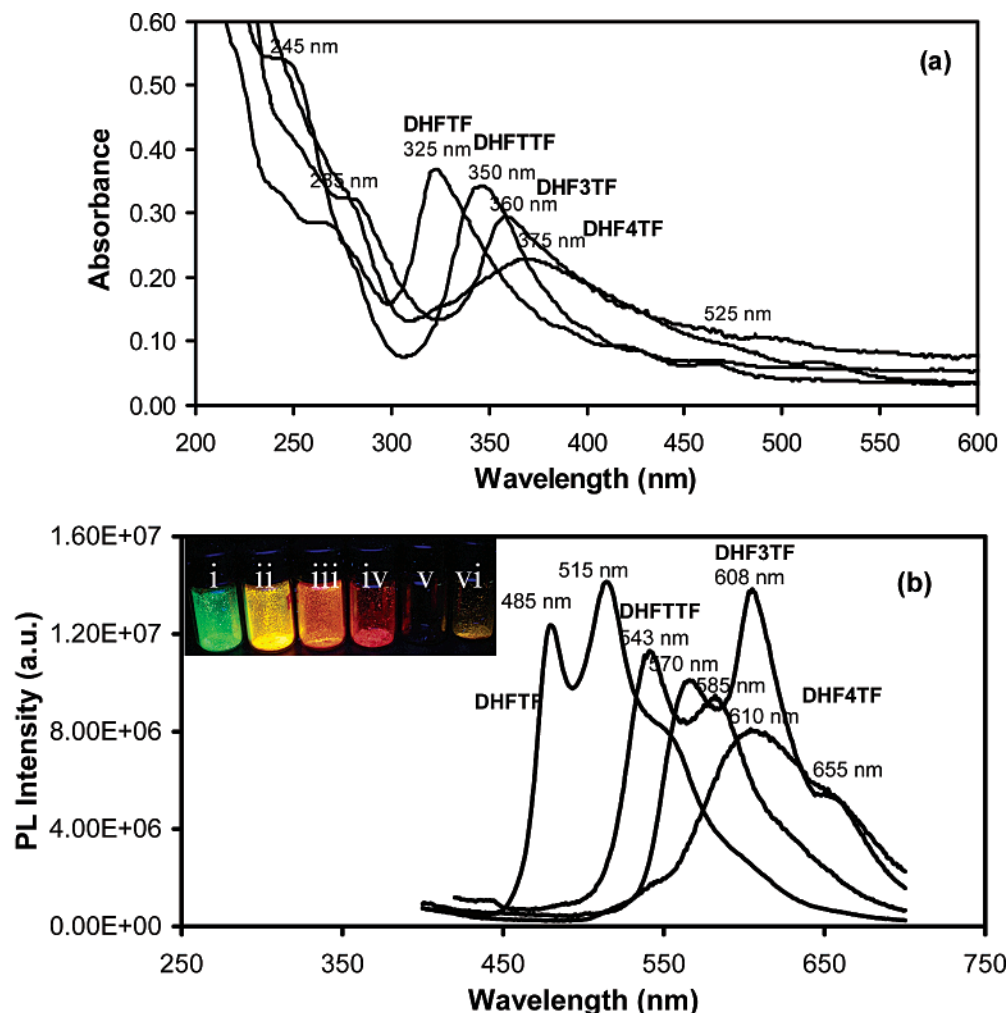 0.60
0.50
0.40
0.30
0.20
0.10
0.00
Absorbance
245 nm
285 nm
DHFTF
325 nm
DHFTTF
350 nm
DHF3TF
360 nm
375 nm DHF4TF
525 nm
(a)
200 250 300 350 400 450 500 550 600
Wavelength (nm)
1.60E+07
1.20E+07
8.00E+06
4.00E+06
0.00E+00
PL Intensity (a.u.)
i ii iii iv v vi
485 nm
515 nm
DHFTF
DHFTTF
543 nm
570 nm
585 nm
DHF3TF
608 nm
610 nm
DHF4TF
655 nm
(b)
250 350 450 550 650 750
Wavelength (nm)